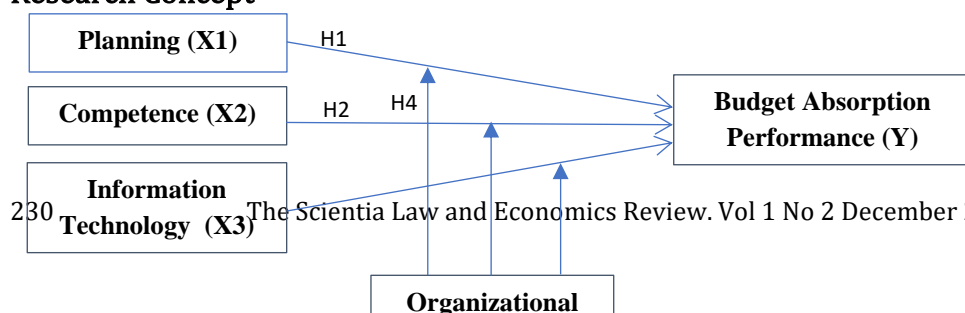 Research Concept
Planning (X1)
H1
Competence (X2)
H2
H4
Budget Absorption
Performance (Y)
Information
Technology (X3)
230
The Scientia Law and Economics Review. Vol 1 No 2 December
Organizational